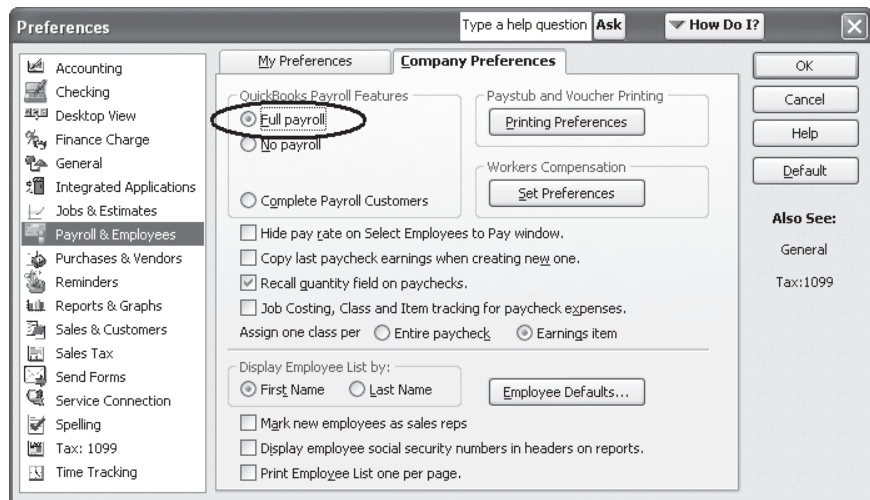 Preferences
Type a help question Ask How Do I?
Accounting
Checking
Desktop View
Finance Charge
General
Integrated Applications
Jobs & Estimates
Payroll & Employees
Purchases & Vendors
Reminders
Reports & Graphs
Sales & Customers
Sales Tax
Send Forms
Service Connection
Spelling
Tax: 1099
Time Tracking
My Preferences
Company Preferences
QuickBooks Payroll Features
Full payroll
No payroll
Complete Payroll Customers
Paystub and Voucher Printing
Printing Preferences
Workers Compensation
Set Preferences
Hide pay rate on Select Employees to Pay window.
Copy last paycheck earnings when creating new one.
Recall quantity field on paychecks.
Job Costing, Class and Item tracking for paycheck expenses.
Assign one class per Entire paycheck Earnings item
Display Employee List by:
First Name Last Name
Employee Defaults...
Mark new employees as sales reps
Display employee social security numbers in headers on reports.
Print Employee List one per page.
OK
Cancel
Help
Default
Also See:
General
Tax:1099